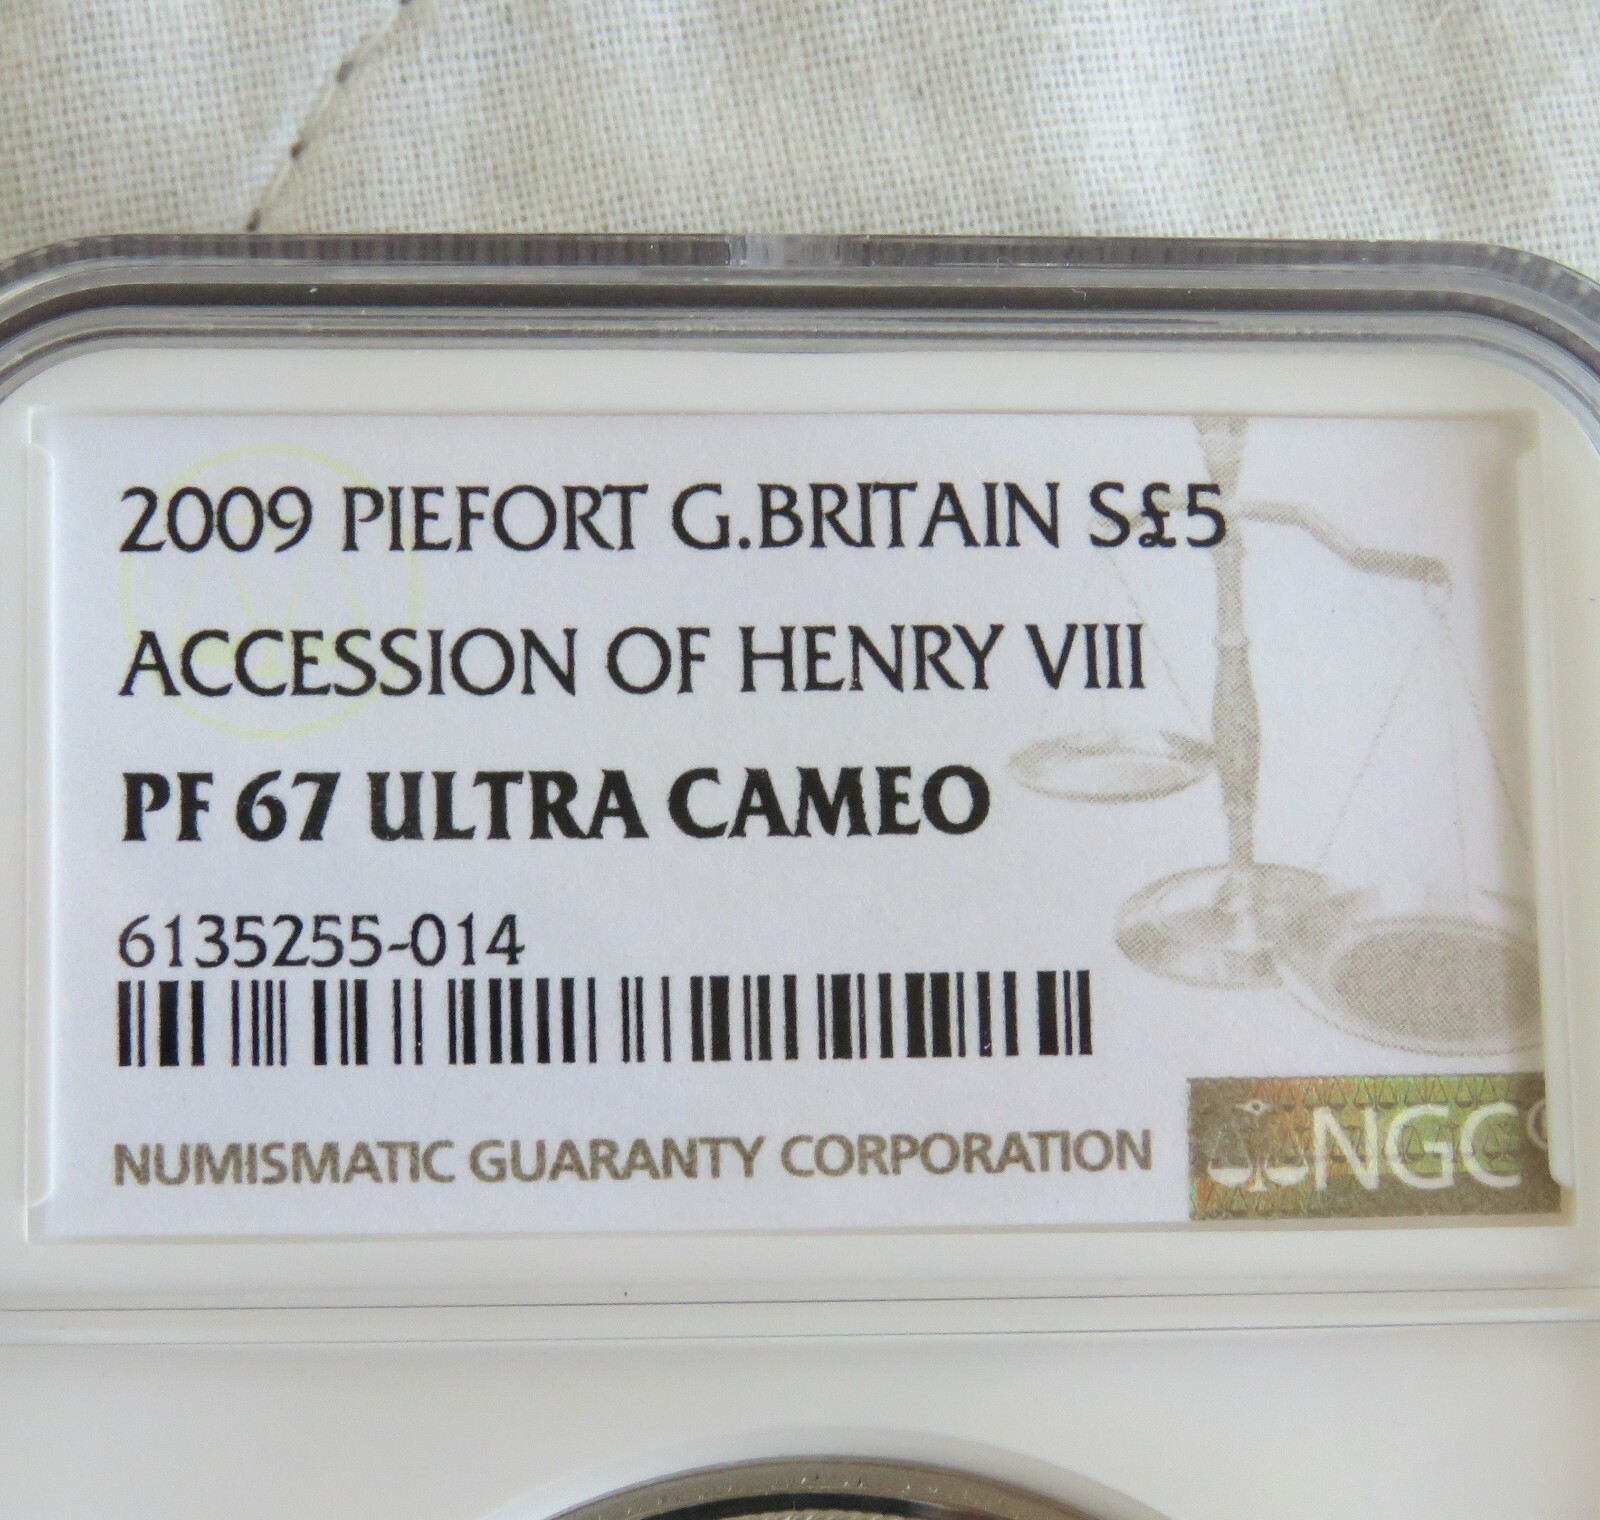 2009 PIEFORT G.BRITAIN S£5
ACCESSION OF HENRY VIII
PF 67 ULTRA CAMEO
6135255-014
NUMISMATIC GUARANTY CORPORATION
NGC